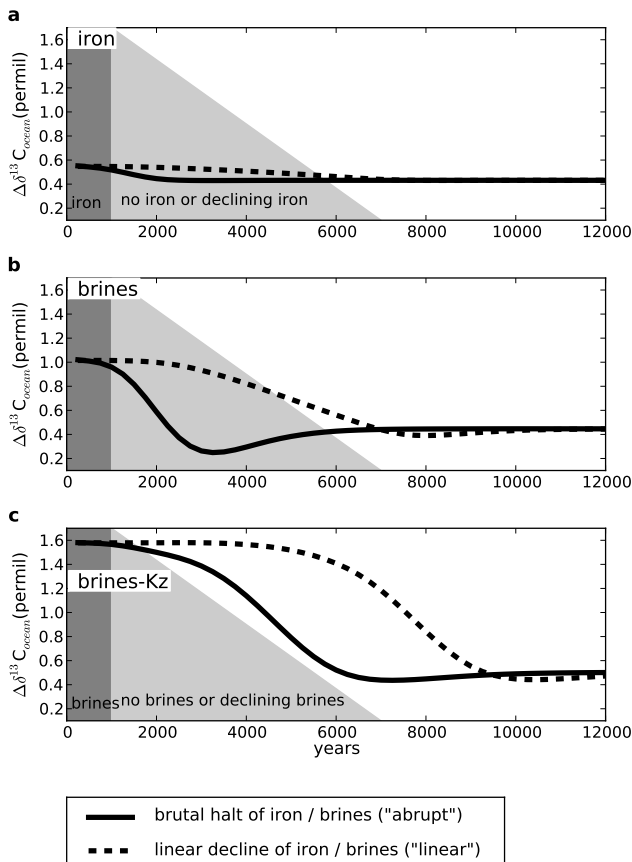 a
1.6
1.4
1.2
1.0
0.8
0.6
0.4
0.2
Δδ¹³C_ocean(permil)
iron
iron
no iron or declining iron
0 2000 4000 6000 8000 10000 12000
b
1.6
1.4
1.2
1.0
0.8
0.6
0.4
0.2
Δδ¹³C_ocean(permil)
brines
0 2000 4000 6000 8000 10000 12000
c
1.6
1.4
1.2
1.0
0.8
0.6
0.4
0.2
Δδ¹³C_ocean(permil)
brines-Kz
brines no brines or declining brines
0 2000 4000 6000 8000 10000 12000
years
brutal halt of iron / brines ("abrupt")
linear decline of iron / brines ("linear")